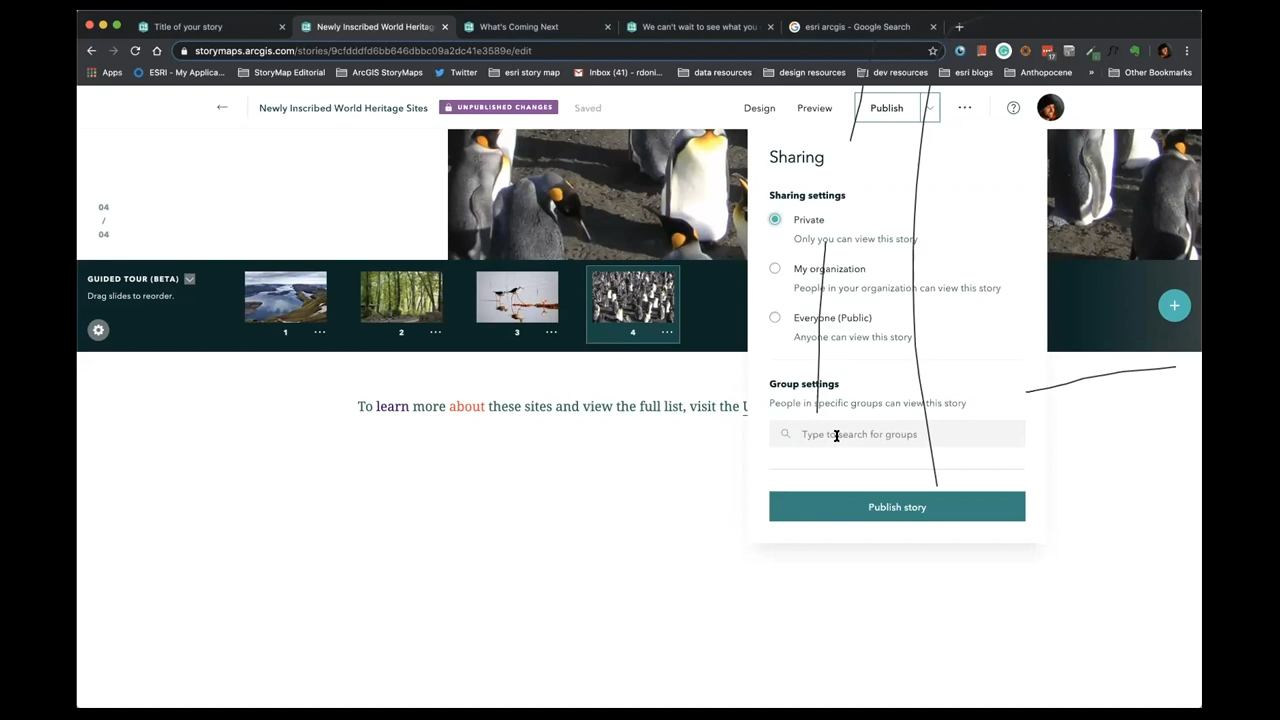 Title of your story
Newly Inscribed World Heritag
What's Coming Next
We can't wait to see what you
esri arcgis - Google Search
storymaps.arcgis.com/stories/9cfdddfd6bb646dbbc09a2dc41e3589e/edit
Apps
ESRI - My Applica...
StoryMap Editorial
ArcGIS StoryMaps
Twitter
esri story map
Inbox (41) - rdoni...
data resources
design resources
dev resources
esri blogs
Anthopocene
»
Other Bookmarks
Newly Inscribed World Heritage Sites
UNPUBLISHED CHANGES
Saved
Design
Preview
Publish
04
/
04
GUIDED TOUR (BETA)
Drag slides to reorder.
1
2
3
4
To learn more about these sites and view the full list, visit the U
Sharing
Sharing settings
Private
Only you can view this story
My organization
People in your organization can view this story
Everyone (Public)
Anyone can view this story
Group settings
People in specific groups can view this story
Type to search for groups
Publish story